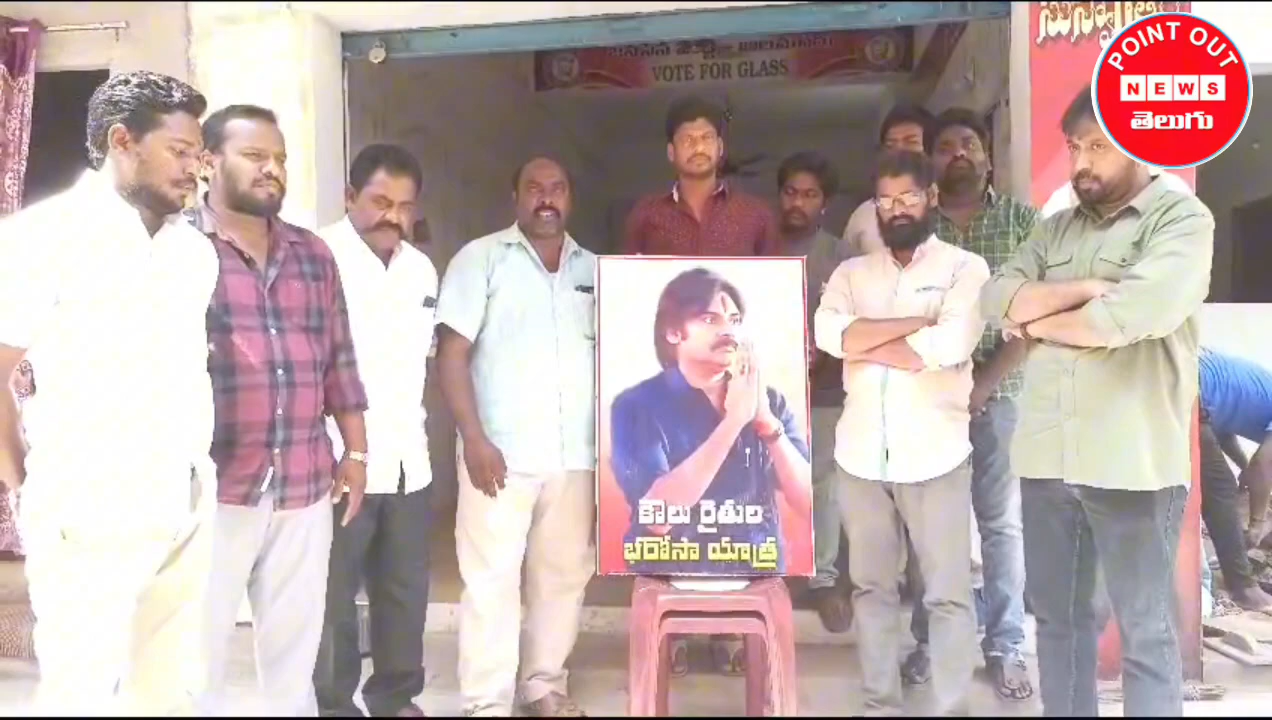 VOTE FOR GLASS
POINT OUT
NEWS
తెలుగు
కౌలు రైతుల
భరోసా యాత్ర